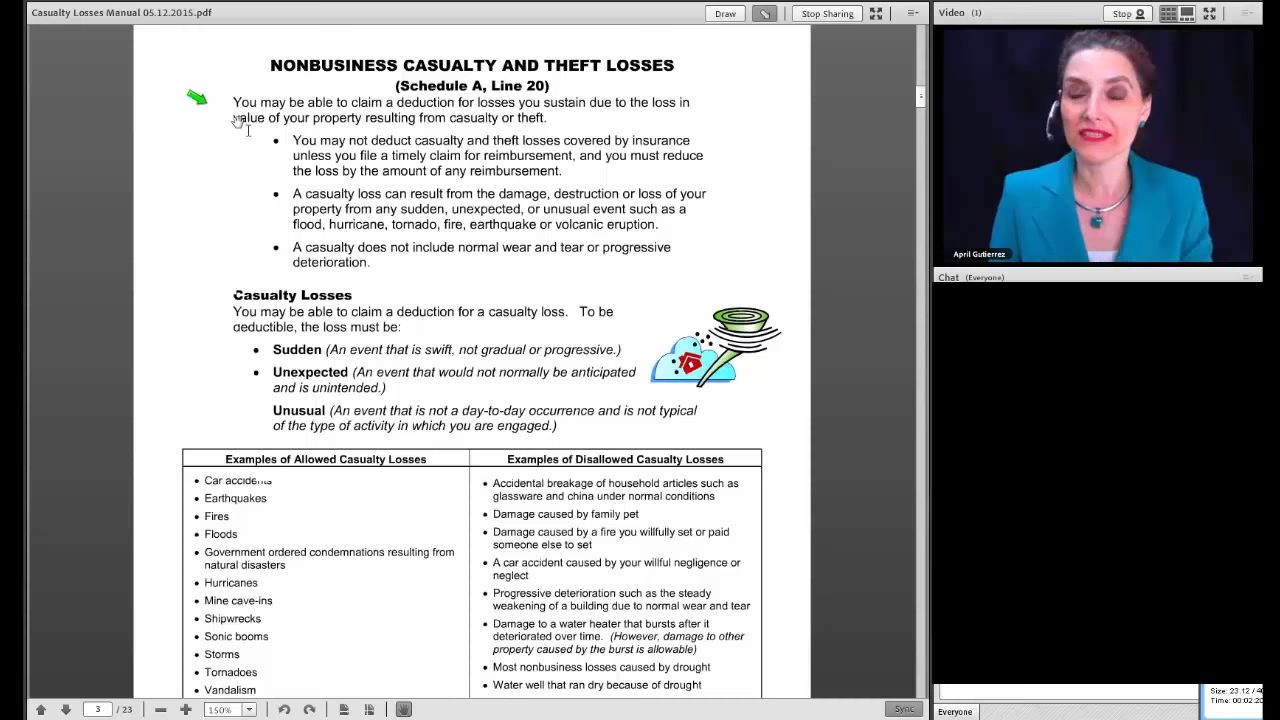 Casualty Losses Manual 05.12.2015.pdf
Draw
Stop Sharing
Video (1)
Stop
NONBUSINESS CASUALTY AND THEFT LOSSES
(Schedule A, Line 20)
You may be able to claim a deduction for losses you sustain due to the loss in
value of your property resulting from casualty or theft.
• You may not deduct casualty and theft losses covered by insurance
unless you file a timely claim for reimbursement, and you must reduce
the loss by the amount of any reimbursement.
• A casualty loss can result from the damage, destruction or loss of your
property from any sudden, unexpected, or unusual event such as a
flood, hurricane, tornado, fire, earthquake or volcanic eruption.
• A casualty does not include normal wear and tear or progressive
deterioration.
Casualty Losses
You may be able to claim a deduction for a casualty loss. To be
deductible, the loss must be:
• Sudden (An event that is swift, not gradual or progressive.)
• Unexpected (An event that would not normally be anticipated
and is unintended.)
Unusual (An event that is not a day-to-day occurrence and is not typical
of the type of activity in which you are engaged.)
Examples of Allowed Casualty Losses
• Car accidents
• Earthquakes
• Fires
• Floods
• Government ordered condemnations resulting from
natural disasters
• Hurricanes
• Mine cave-ins
• Shipwrecks
• Sonic booms
• Storms
• Tornadoes
• Vandalism
Examples of Disallowed Casualty Losses
• Accidental breakage of household articles such as
glassware and china under normal conditions
• Damage caused by family pet
• Damage caused by a fire you willfully set or paid
someone else to set
• A car accident caused by your willful negligence or
neglect
• Progressive deterioration such as the steady
weakening of a building due to normal wear and tear
• Damage to a water heater that bursts after it
deteriorated over time. (However, damage to other
property caused by the burst is allowable)
• Most nonbusiness losses caused by drought
• Water well that ran dry because of drought
3 / 23
150%
Sync
April Gutierrez
Chat (Everyone)
Everyone
Size: 23.12 /
Time: 00:02: